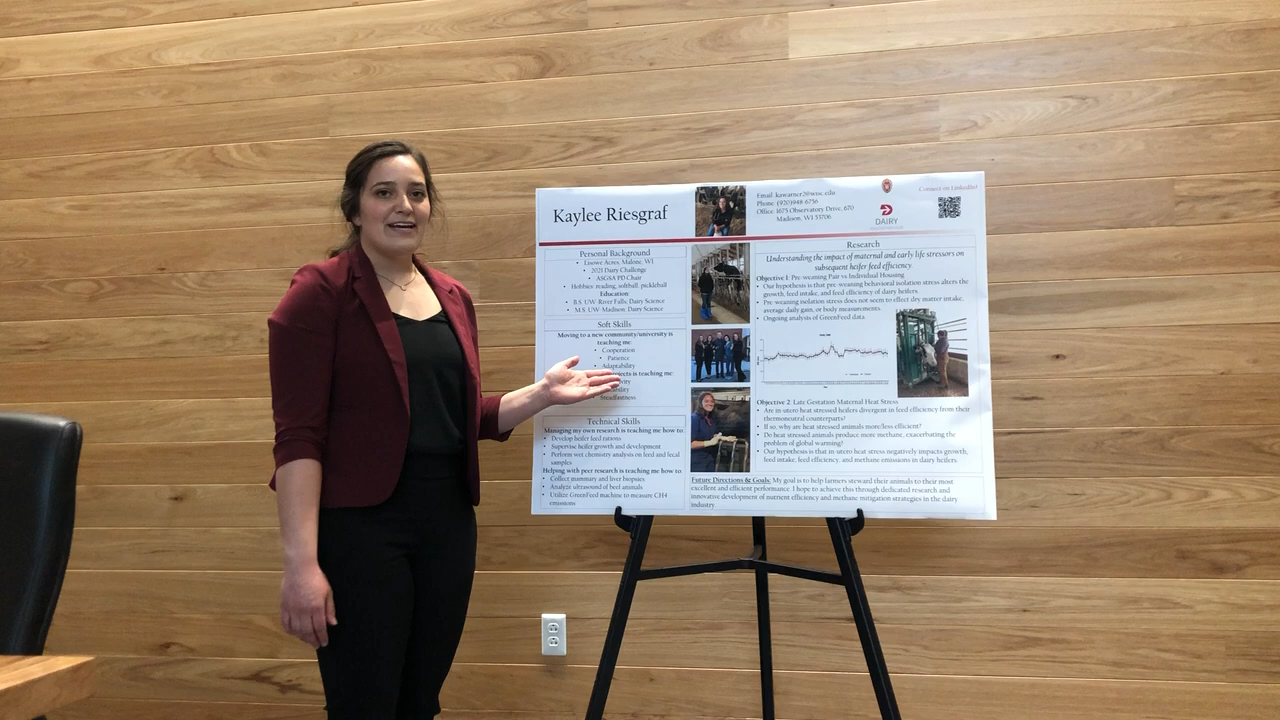 Kaylee Riesgraf
Email: kawarner2@wisc.edu
Phone: (920)948-6756
Office: 1675 Observatory Drive, 670
Madison, WI 53706
DAIRY
Connect on LinkedIn!
Personal Background
• Lisowe Acres, Malone, WI
• 2021 Dairy Challenge
• ASGSA PD Chair
• Hobbies: reading, softball, pickleball
Education
• B.S. UW-River Falls, Dairy Science
• M.S. UW-Madison, Dairy Science
Soft Skills
Moving to a new community/university is
teaching me:
• Cooperation
• Patience
• Adaptability
is teaching me:
• Steadfastness
Technical Skills
Managing my own research is teaching me how to:
• Develop heifer feed rations
• Supervise heifer growth and development
• Perform wet chemistry analysis on feed and fecal
samples
Helping with peer research is teaching me how to:
• Collect mammary and liver biopsies
• Analyze ultrasound of beef animals
• Utilize GreenFeed machine to measure CH4
emissions
Research
Understanding the impact of maternal and early life stressors on
subsequent heifer feed efficiency.
Objective 1: Pre-weaning Pair vs Individual Housing
• Our hypothesis is that pre-weaning behavioral isolation stress alters the
growth, feed intake, and feed efficiency of dairy heifers.
• Pre-weaning isolation stress does not seem to effect dry matter intake,
average daily gain, or body measurements.
• Ongoing analysis of GreenFeed data.
Objective 2: Late Gestation Maternal Heat Stress
• Are in-utero heat stressed heifers divergent in feed efficiency from their
thermoneutral counterparts?
• If so, why are heat stressed animals more/less efficient?
• Do heat stressed animals produce more methane, exacerbating the
problem of global warming?
• Our hypothesis is that in-utero heat stress negatively impacts growth,
feed intake, feed efficiency, and methane emissions in dairy heifers.
Future Directions & Goals: My goal is to help farmers steward their animals to their most
excellent and efficient performance. I hope to achieve this through dedicated research and
innovative development of nutrient efficiency and methane mitigation strategies in the dairy
industry.